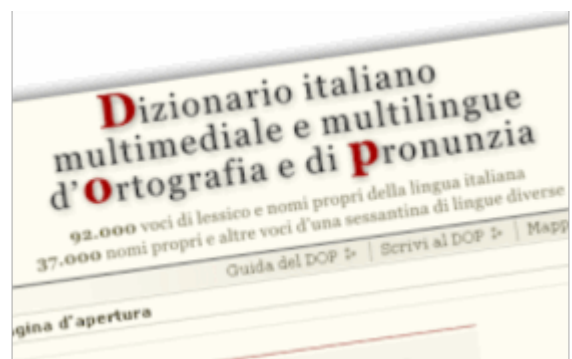 Dizionario italiano
multimediale e multilingue
d'Ortografia e di Pronunzia
92.000 voci di lessico e nomi propri della lingua italiana
37.000 nomi propri e altre voci d'una sessantina di lingue diverse
Guida del DOP | Scrivi al DOP | Mapp
gina d'apertura